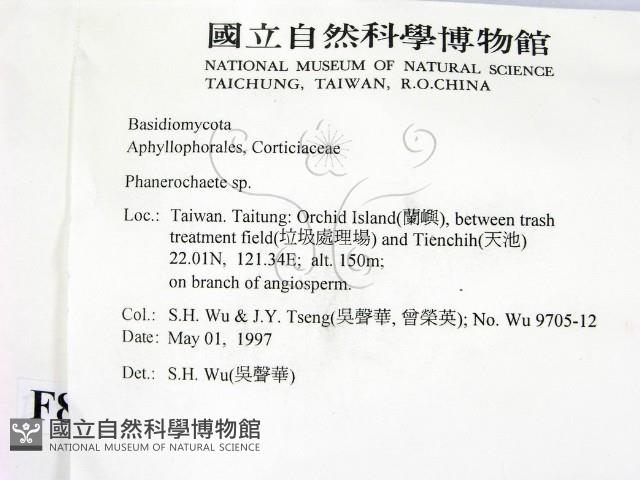 國立自然科學博物館
NATIONAL MUSEUM OF NATURAL SCIENCE
TAICHUNG, TAIWAN, R.O.CHINA
Basidiomycota
Aphyllophorales, Corticiaceae
Phanerochaete sp.
Loc.: Taiwan. Taitung: Orchid Island(蘭嶼), between trash
treatment field(垃圾處理場) and Tienchih(天池)
22.01N, 121.34E; alt. 150m;
on branch of angiosperm.
Col.: S.H. Wu & J.Y. Tseng(吳聲華, 曾榮英); No. Wu 9705-12
Date: May 01, 1997
Det.: S.H. Wu(吳聲華)
國立自然科學博物館
NATIONAL MUSEUM OF NATURAL SCIENCE